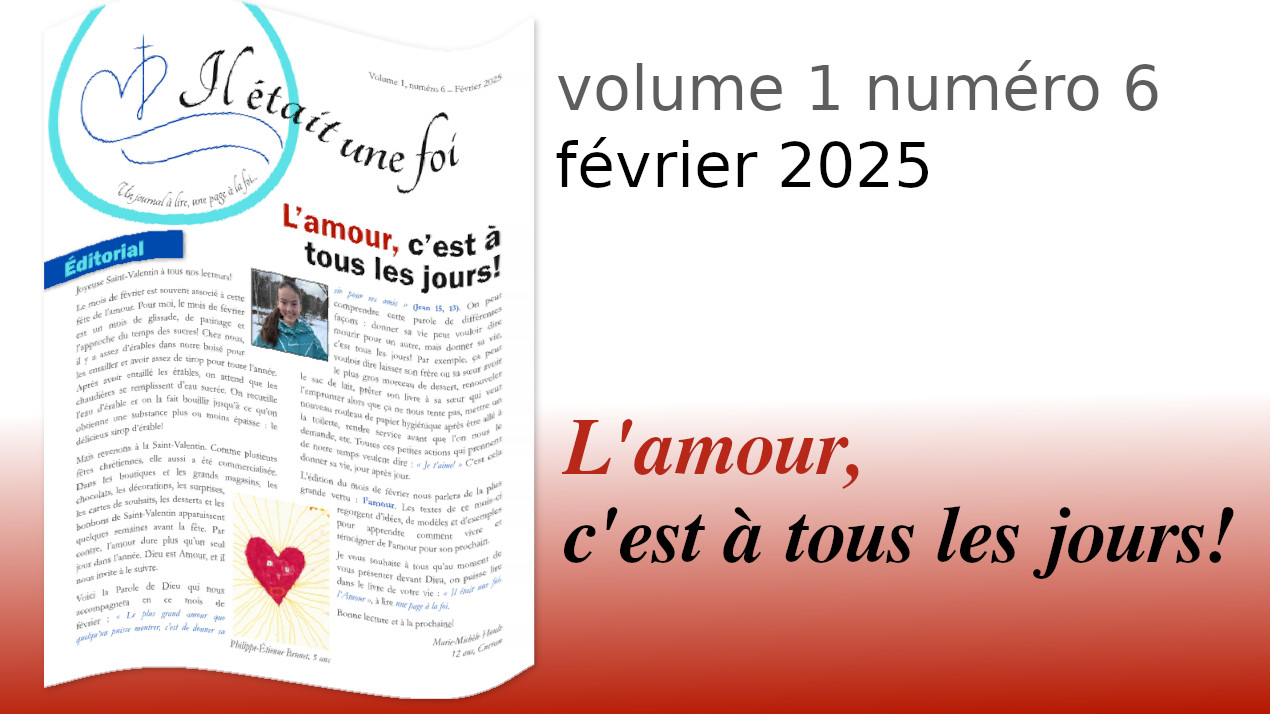 Il était une foi
Volume 1, numéro 6 – Février 2025
Un journal à lire, une page à la foi...
L'amour, c'est à
tous les jours!
Éditorial
Joyeuse Saint-Valentin à tous nos lecteurs!
Le mois de février est souvent associé à cette
fête de l'amour. Pour moi, le mois de février
est un mois de glissade, de patinage et
l'approche du temps des sucres! Chez nous,
il y a assez d'érables dans notre boisé pour
les entailler et avoir assez de tirop pour toute l'année.
Après avoir entaillé les érables, on attend que les
chaudières se remplissent d'eau sucrée. On recueille
l'eau d'érable et on la fait bouillir jusqu'à ce qu'on
obtienne une substance plus ou moins épaisse : le
délicieux sirop d'érable!
Mais revenons à la Saint-Valentin. Comme plusieurs
fêtes chrétiennes, elle aussi a été commercialisée.
Dans les boutiques et les grands magasins, les
chocolats, les décorations, les surprises,
les cartes de souhaits, les desserts et les
bonbons de Saint-Valentin apparaissent
quelques semaines avant la fête. Par
contre, l'amour dure plus qu'un seul
jour dans l'année. Dieu est Amour, et il
nous invite à le suivre.
Voici la Parole de Dieu qui nous
accompagnera en ce mois de
février : « Le plus grand amour que
quelqu'un puisse montrer, c'est de donner sa
vie pour ses amis » (Jean 15, 13). On peut
comprendre cette parole de différentes
façons : donner sa vie peut vouloir dire
mourir pour un autre, mais donner sa vie,
c'est tous les jours! Par exemple, ça peut
vouloir dire laisser son frère ou sa sœur avoir
le plus gros morceau de dessert, renouveler
le sac de lait, prêter son livre à sa sœur qui veut
l'emprunter alors que ça ne nous tente pas, mettre un
nouveau rouleau de papier hygiénique après être allé à
la toilette, rendre service avant que l'on nous le
demande, etc. Toutes ces petites actions qui prennent
de notre temps veulent dire : « Je t'aime! » C'est cela
donner sa vie, jour après jour.
L'édition du mois de février nous parlera de la plus
grande vertu : l'amour. Les textes de ce mois-ci
regorgent d'idées, de modèles et d'exemples
pour apprendre comment vivre et
témoigner de l'amour pour son prochain.
Je vous souhaite à tous qu'au moment de
vous présenter devant Dieu, on puisse lire
dans le livre de votre vie : « Il était une foi,
l'Amour », à lire une page à la foi.
Bonne lecture et à la prochaine!
Marie-Michèle
12 ans,
Philippe-Étienne Brunet, 5 ans
volume 1 numéro 6
février 2025
L'amour,
c'est à tous les jours!